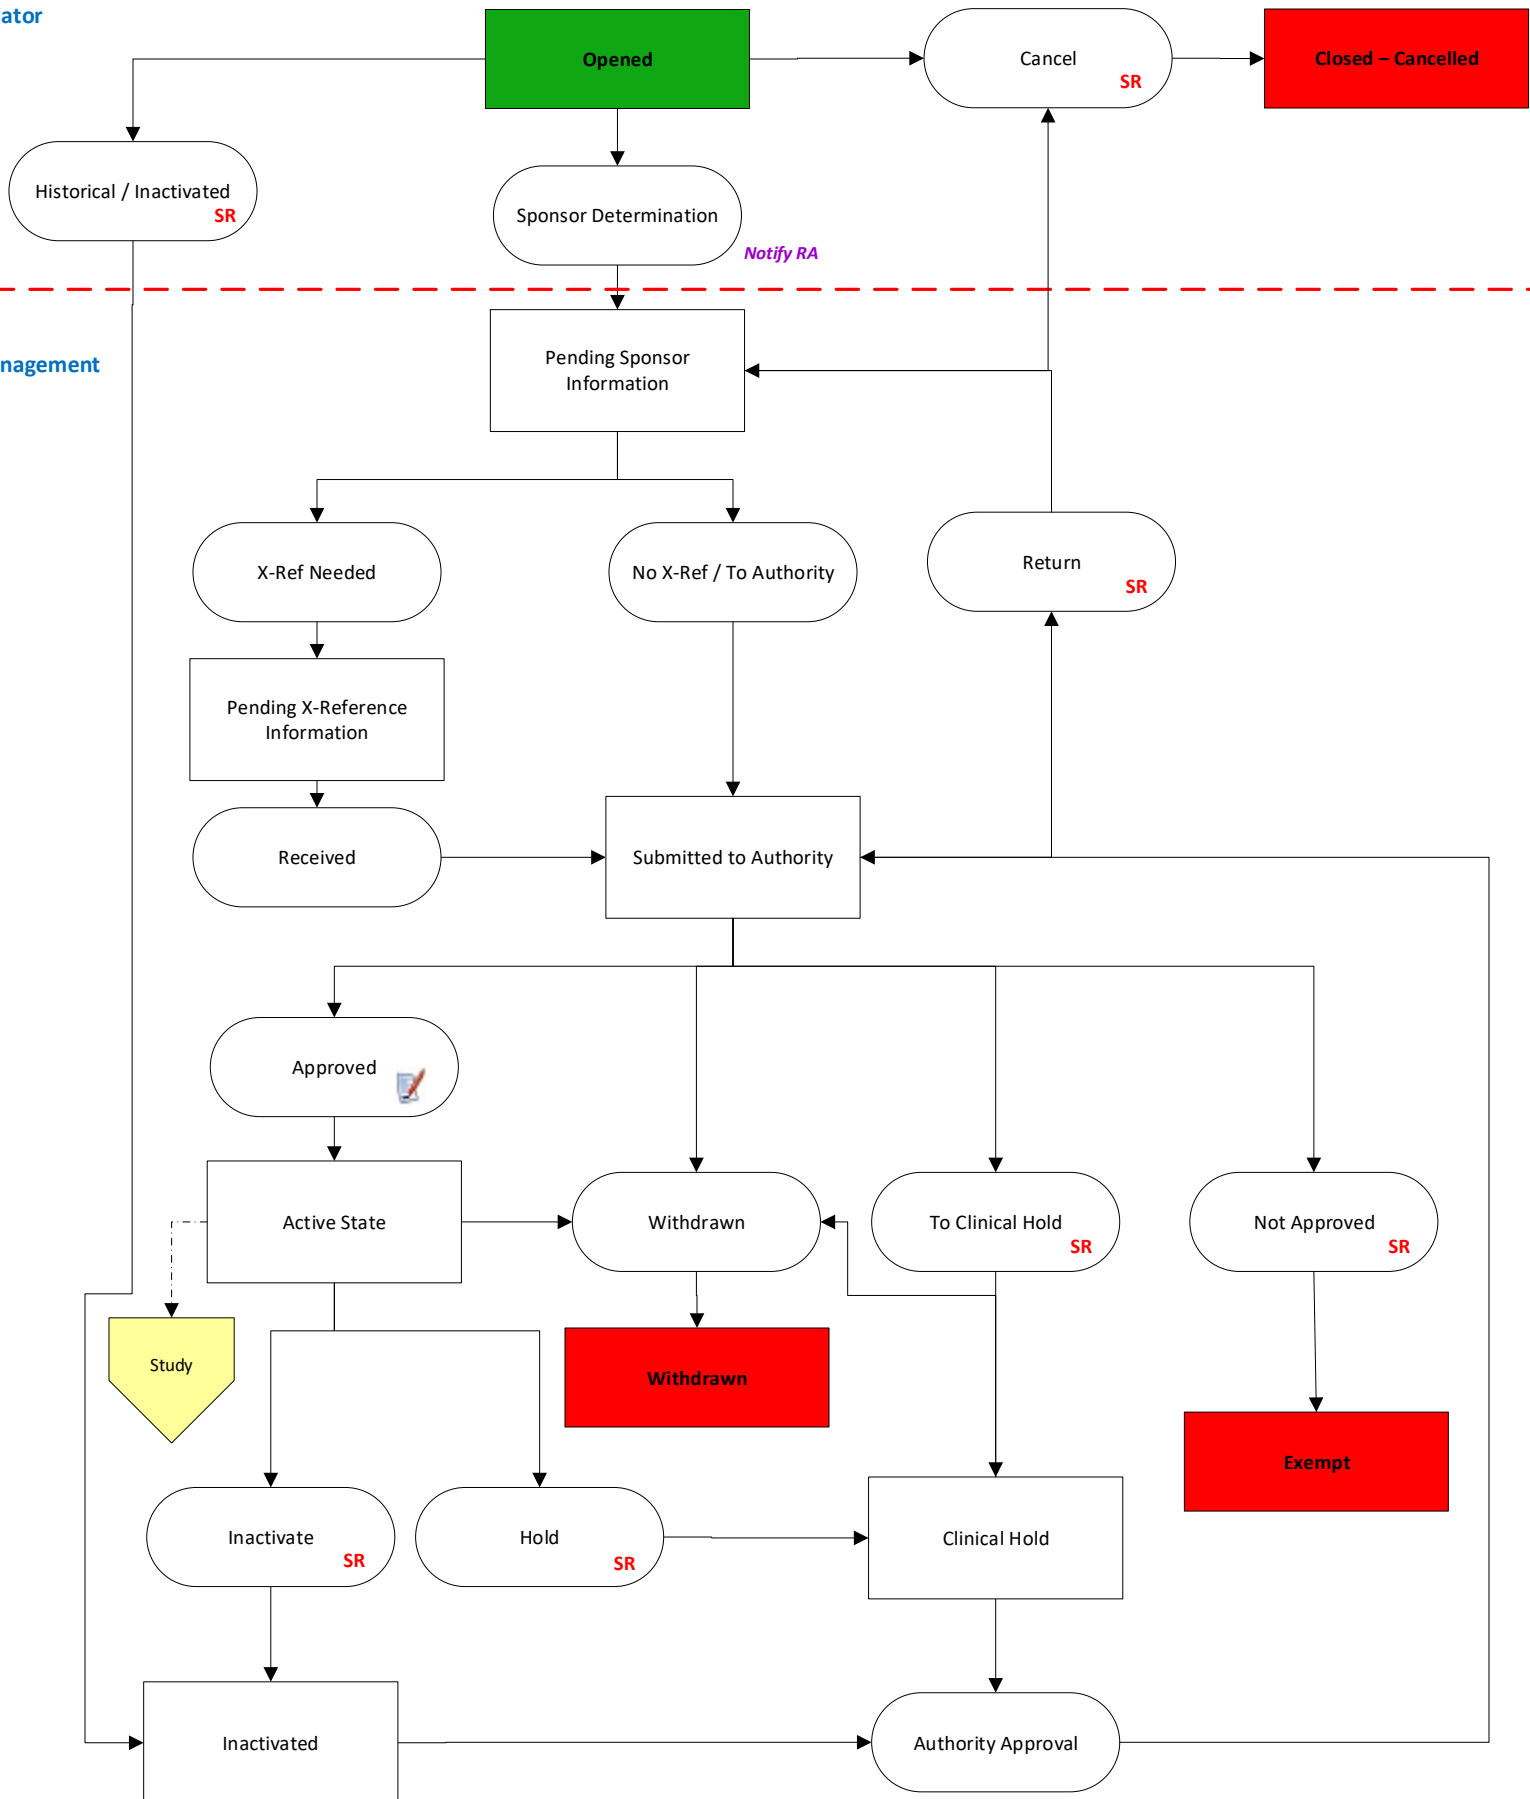 ator
Opened
Cancel
SR
Closed – Cancelled
Historical / Inactivated
SR
Sponsor Determination
Notify RA
nagement
Pending Sponsor
Information
X-Ref Needed
No X-Ref / To Authority
Return
SR
Pending X-Reference
Information
Received
Submitted to Authority
Approved
Active State
Withdrawn
To Clinical Hold
SR
Not Approved
SR
Study
Withdrawn
Exempt
Inactivate
SR
Hold
SR
Clinical Hold
Inactivated
Authority Approval